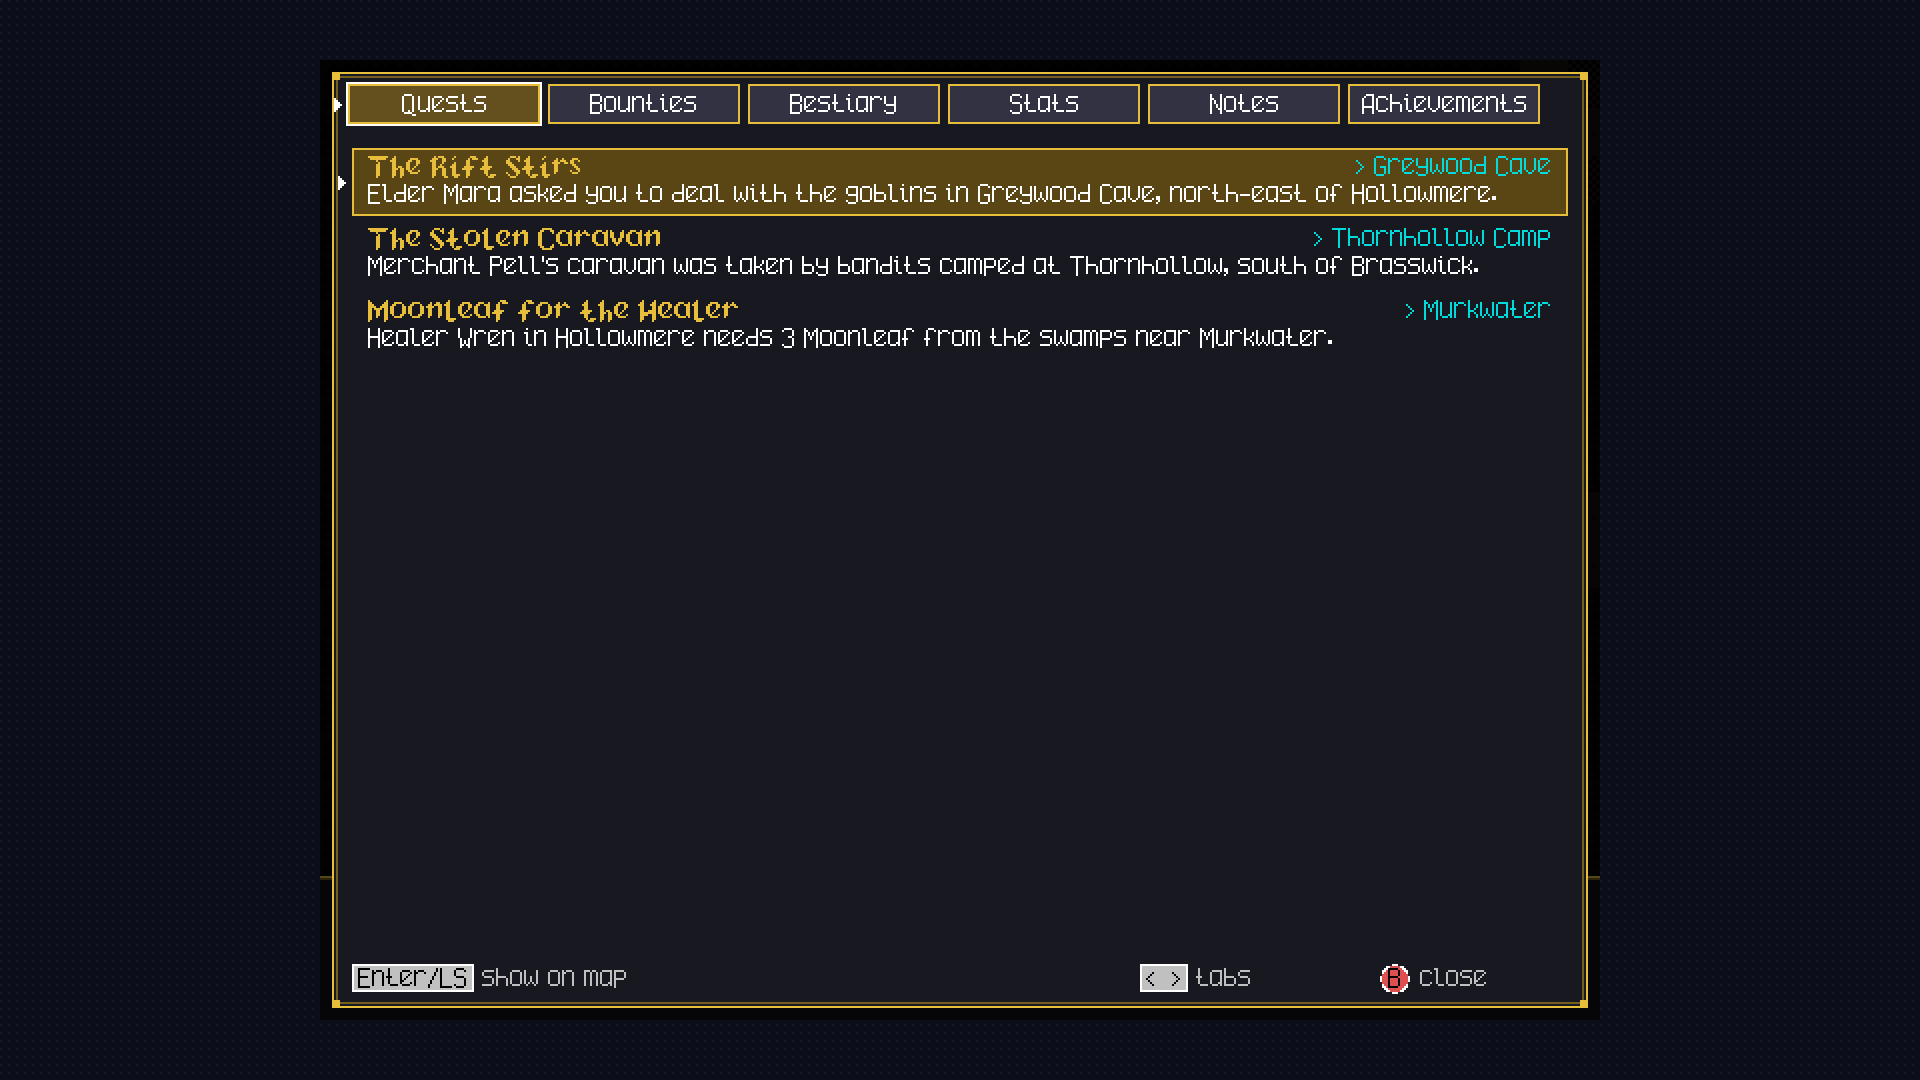 Quests Bounties Bestiary Stats Notes Achievements
The Rift Stirs > Greywood Cave
Elder Mara asked you to deal with the goblins in Greywood Cave, north-east of Hollowmere.
The Stolen Caravan > Thornhollow Camp
Merchant Pell's caravan was taken by bandits camped at Thornhollow, south of Brasswick.
Moonleaf for the Healer > Murkwater
Healer Wren in Hollowmere needs 3 Moonleaf from the swamps near Murkwater.
Enter/LS show on map < > tabs B close